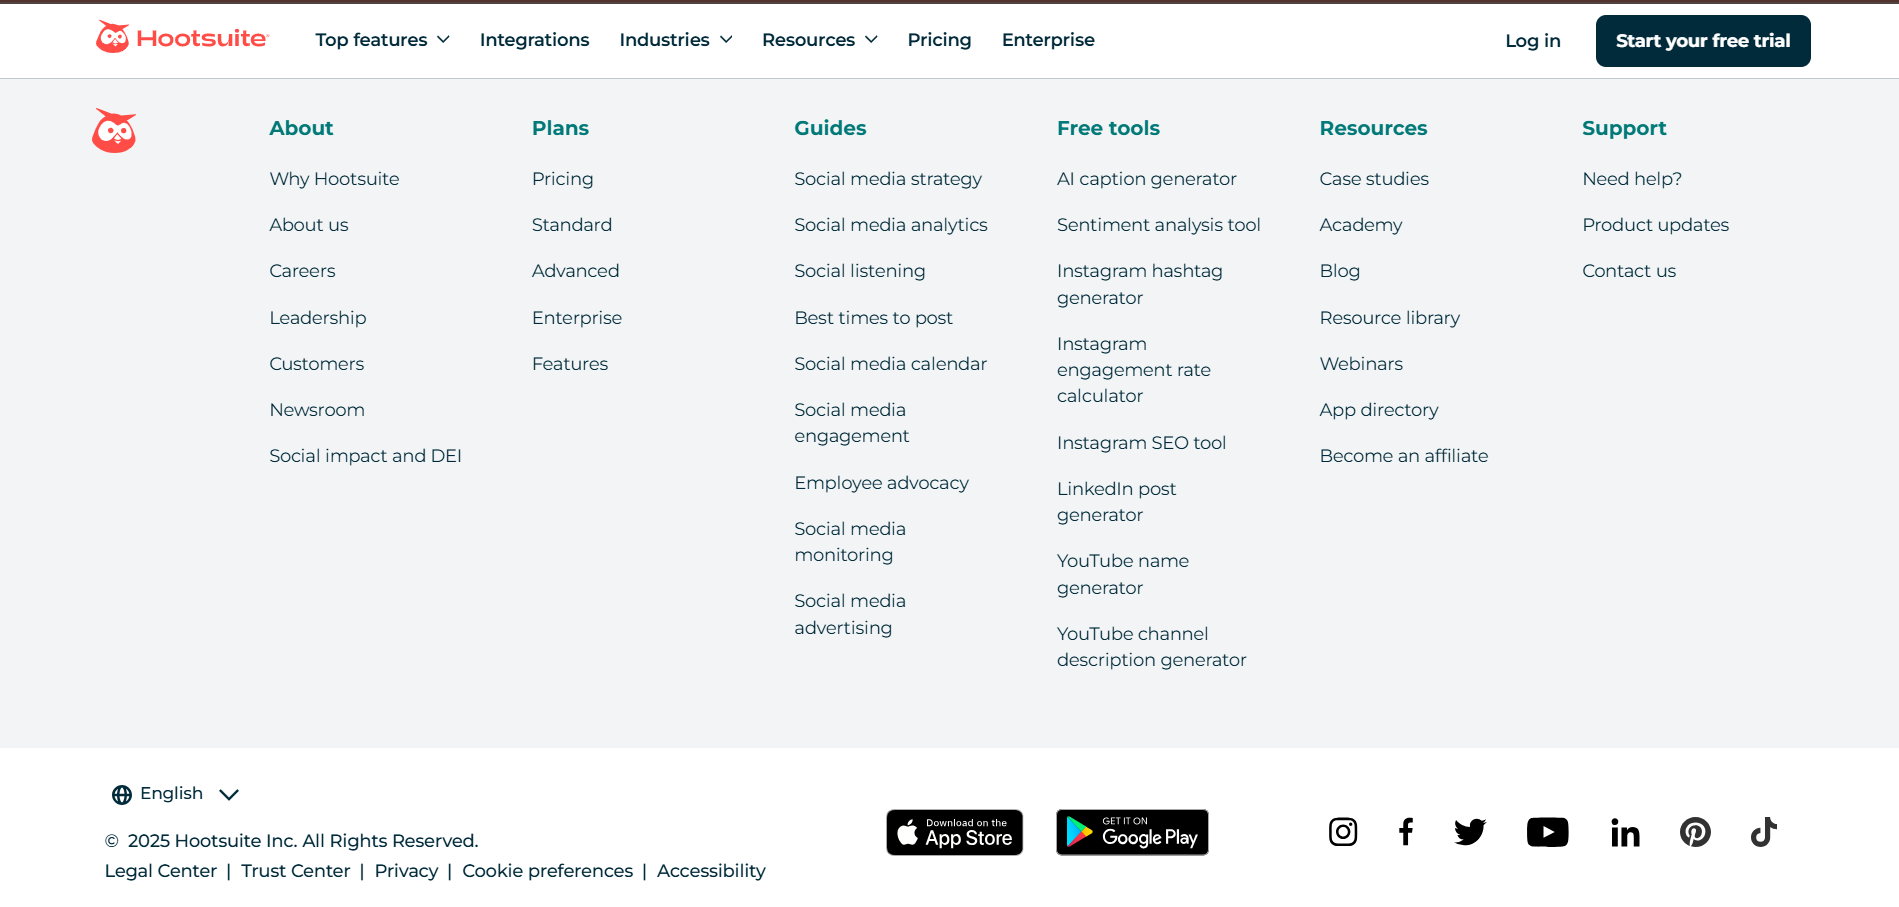 Hootsuite
Top features
Integrations
Industries
Resources
Pricing
Enterprise
Log in
Start your free trial
About
Why Hootsuite
About us
Careers
Leadership
Customers
Newsroom
Social impact and DEI
Plans
Pricing
Standard
Advanced
Enterprise
Features
Guides
Social media strategy
Social media analytics
Social listening
Best times to post
Social media calendar
Social media
engagement
Employee advocacy
Social media
monitoring
Social media
advertising
Free tools
AI caption generator
Sentiment analysis tool
Instagram hashtag
generator
Instagram
engagement rate
calculator
Instagram SEO tool
LinkedIn post
generator
YouTube name
generator
YouTube channel
description generator
Resources
Case studies
Academy
Blog
Resource library
Webinars
App directory
Become an affiliate
Support
Need help?
Product updates
Contact us
English
© 2025 Hootsuite Inc. All Rights Reserved.
Legal Center | Trust Center | Privacy | Cookie preferences | Accessibility
Download on the
App Store
GET IT ON
Google Play